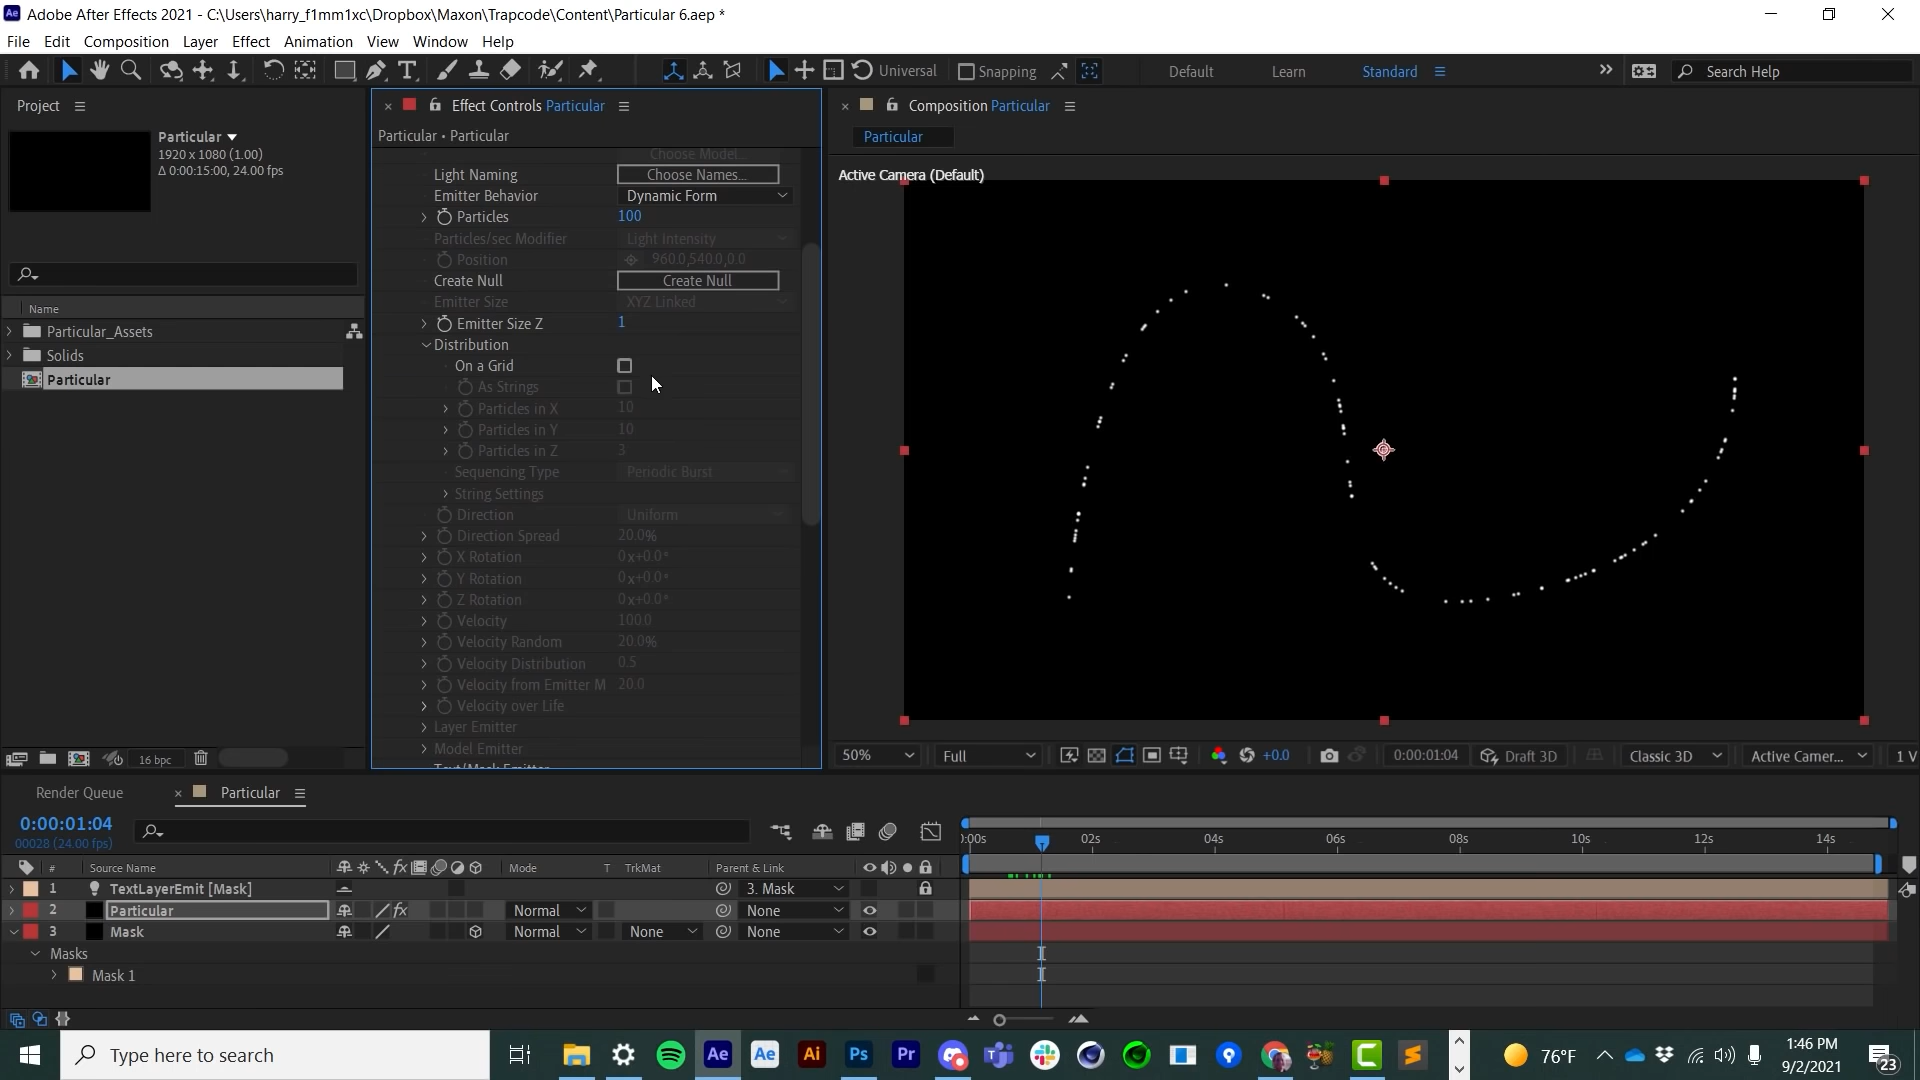 Adobe After Effects 2021 - C:\Users\harry_f1mm1xc\Dropbox\Maxon\Trapcode\Content\Particular 6.aep *
File Edit Composition Layer Effect Animation View Window Help
Universal Snapping Default Learn Standard Search Help
Project
Particular
1920 x 1080 (1.00)
Δ 0:00:15:00, 24.00 fps
Name
Particular_Assets
Solids
Particular
16 bpc
Effect Controls Particular
Particular • Particular
Choose Model...
Light Naming Choose Names...
Emitter Behavior Dynamic Form
Particles 100
Particles/sec Modifier Light Intensity
Position 960.0,540.0,0.0
Create Null Create Null
Emitter Size XYZ Linked
Emitter Size Z 1
Distribution
On a Grid
As Strings
Particles in X 10
Particles in Y 10
Particles in Z 3
Sequencing Type Periodic Burst
String Settings
Direction Uniform
Direction Spread 20.0%
X Rotation 0x+0.0°
Y Rotation 0x+0.0°
Z Rotation 0x+0.0°
Velocity 100.0
Velocity Random 20.0%
Velocity Distribution 0.5
Velocity from Emitter M 20.0
Velocity over Life
Layer Emitter
Model Emitter
Text/Mask Emitter
Composition Particular
Particular
Active Camera (Default)
50% Full +0.0 0:00:01:04 Draft 3D Classic 3D Active Camer... 1 V
Render Queue Particular
0:00:01:04
00028 (24.00 fps)
:00s 02s 04s 06s 08s 10s 12s 14s
# Source Name Mode T TrkMat Parent & Link
1 TextLayerEmit [Mask] 3. Mask
2 Particular Normal None
3 Mask Normal None None
Masks
Mask 1
Type here to search
76°F
1:46 PM
9/2/2021
23